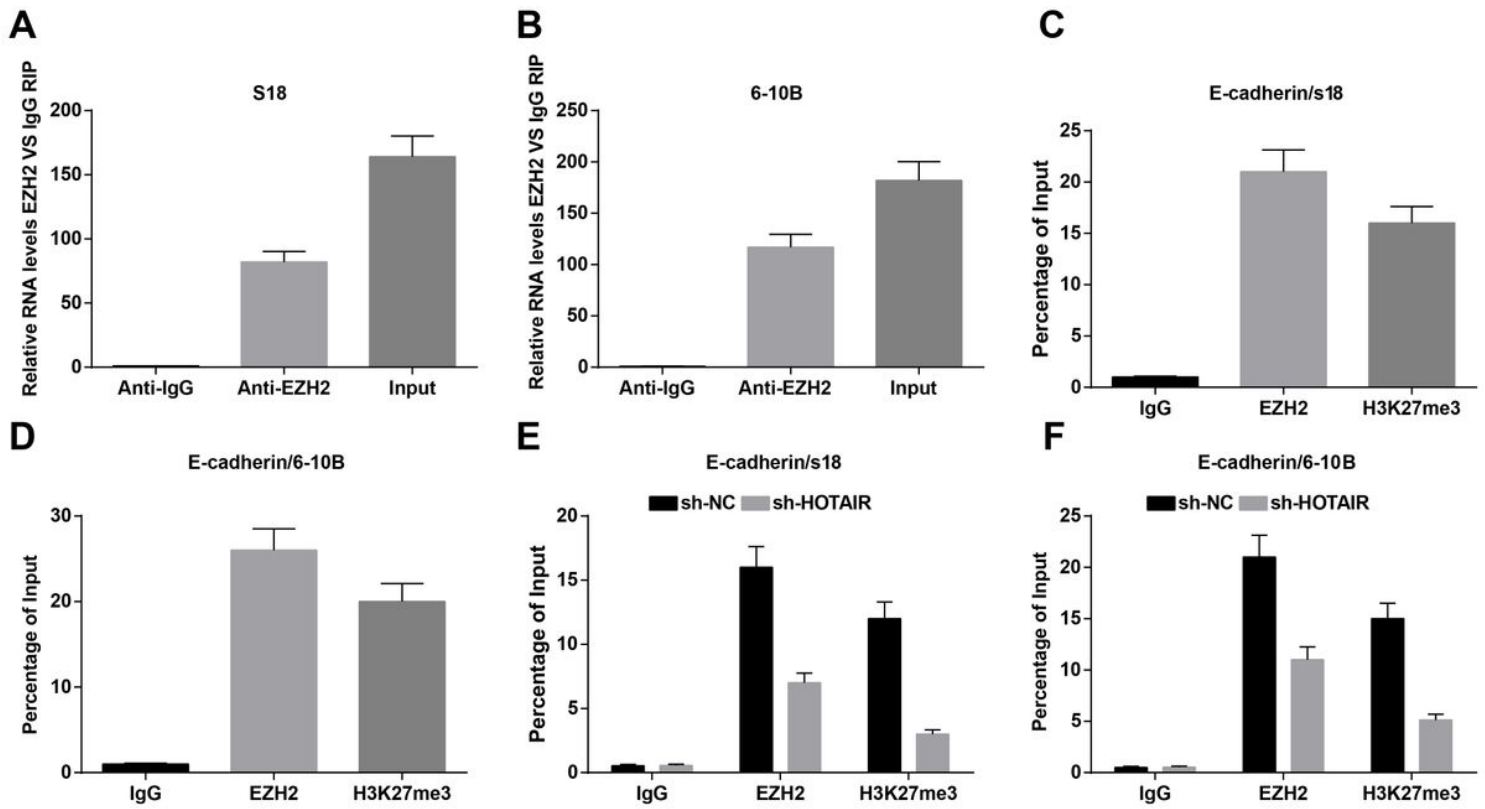 A
S18
Relative RNA levels EZH2 VS IgG RIP
200
150
100
50
0
Anti-IgG Anti-EZH2 Input
B
6-10B
Relative RNA levels EZH2 VS IgG RIP
250
200
150
100
50
0
Anti-IgG Anti-EZH2 Input
C
E-cadherin/s18
Percentage of Input
25
20
15
10
5
0
IgG EZH2 H3K27me3
D
E-cadherin/6-10B
Percentage of Input
30
20
10
0
IgG EZH2 H3K27me3
E
E-cadherin/s18
sh-NC sh-HOTAIR
Percentage of Input
20
15
10
5
0
IgG EZH2 H3K27me3
F
E-cadherin/6-10B
sh-NC sh-HOTAIR
Percentage of Input
25
20
15
10
5
0
IgG EZH2 H3K27me3